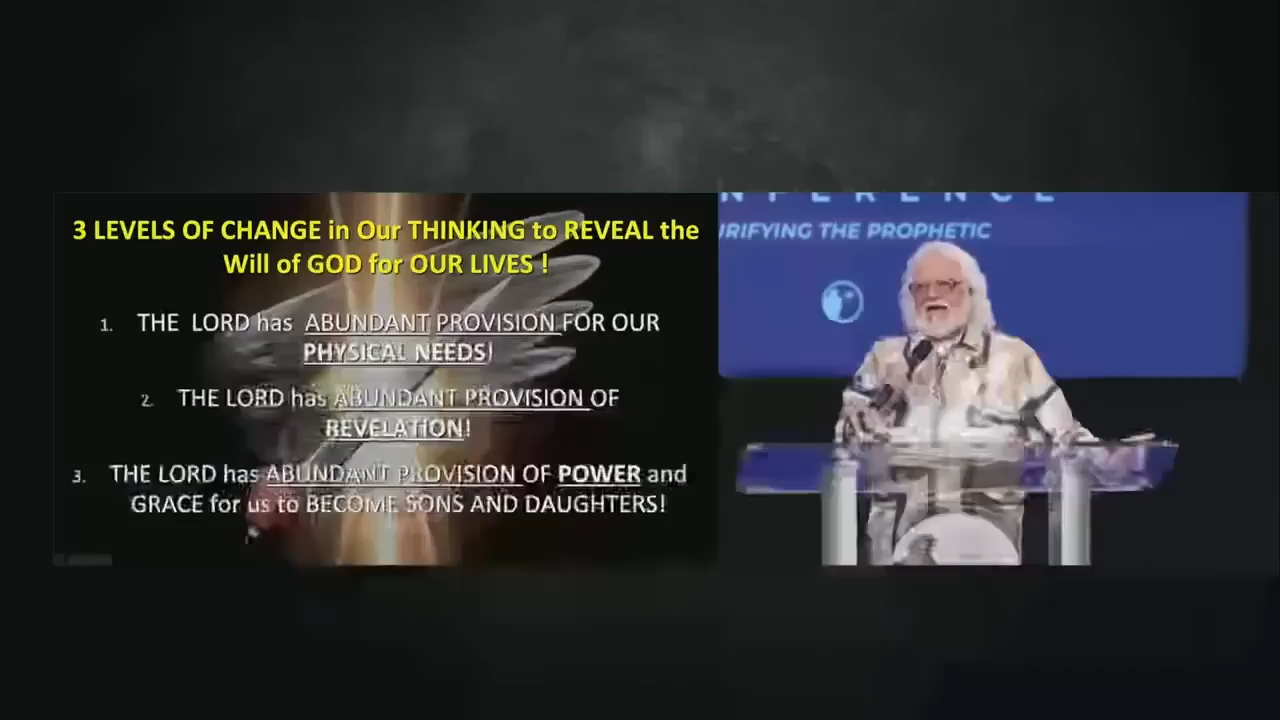 3 LEVELS OF CHANGE in Our THINKING to REVEAL the
Will of GOD for OUR LIVES !
1. THE LORD has ABUNDANT PROVISION FOR OUR
PHYSICAL NEEDS!
2. THE LORD has ABUNDANT PROVISION OF
REVELATION!
3. THE LORD has ABUNDANT PROVISION OF POWER and
GRACE for us to BECOME SONS AND DAUGHTERS!
NFERENCE
URIFYING THE PROPHETIC